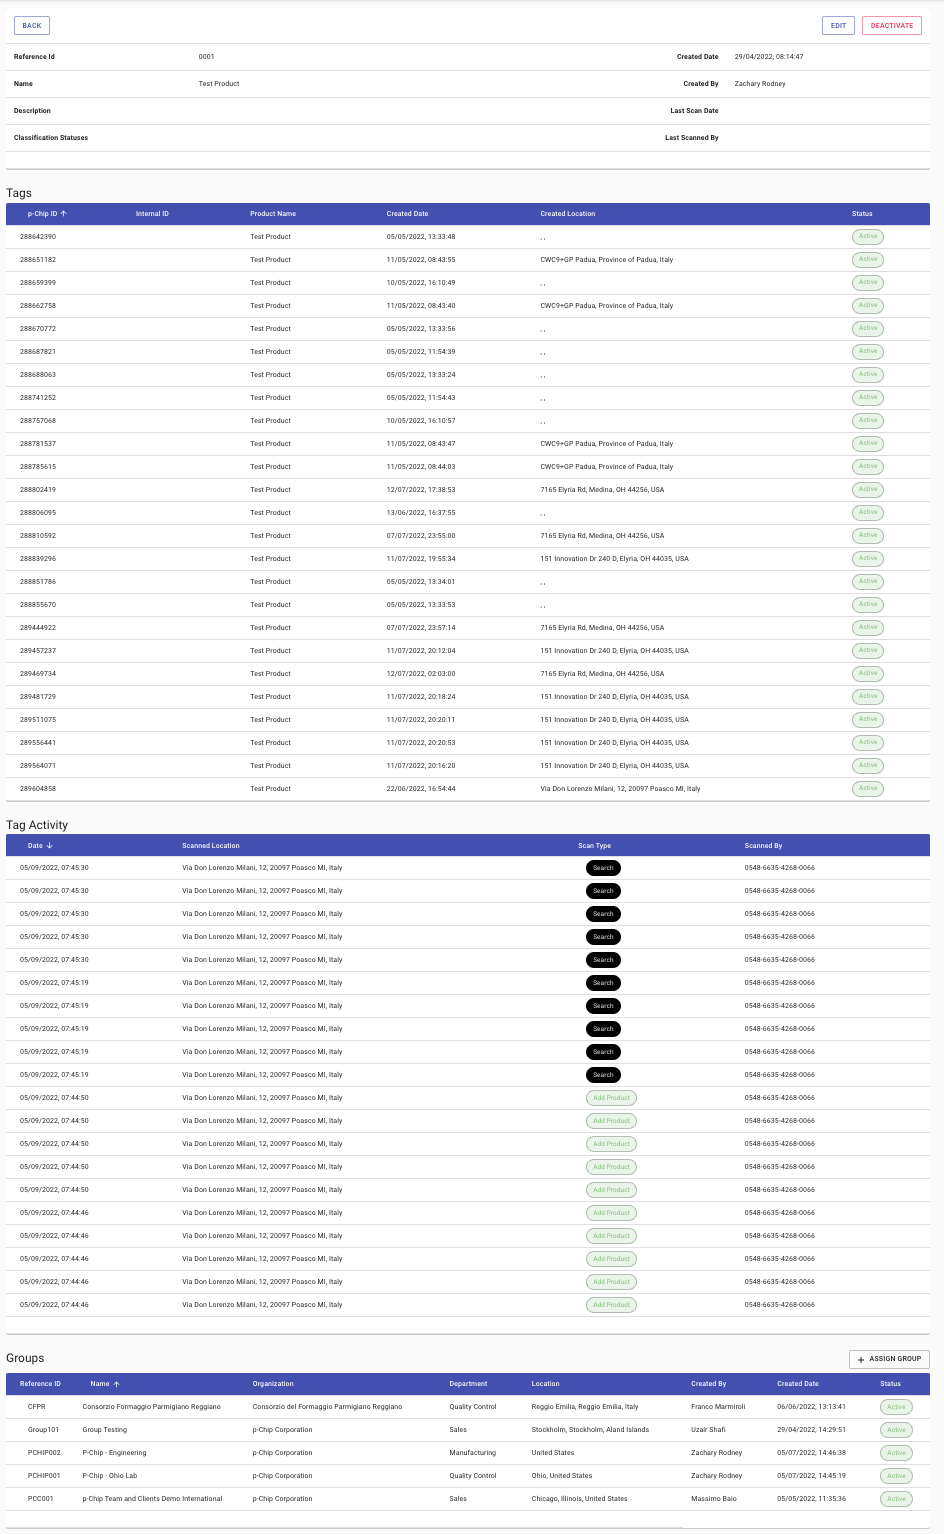 BACK EDIT DEACTIVATE
Reference Id 0001 Created Date 29/04/2022, 08:14:47
Name Test Product Created By Zachary Rodney
Description Last Scan Date
Classification Statuses Last Scanned By
Tags
p-Chip ID Internal ID Product Name Created Date Created Location Status
288642390 Test Product 05/05/2022, 13:33:48 , , Active
288651182 Test Product 11/05/2022, 08:43:55 CWC9+GP Padua, Province of Padua, Italy Active
288659399 Test Product 10/05/2022, 16:10:49 , , Active
288662758 Test Product 11/05/2022, 08:43:40 CWC9+GP Padua, Province of Padua, Italy Active
288670772 Test Product 05/05/2022, 13:33:56 , , Active
288687821 Test Product 05/05/2022, 11:54:39 , , Active
288688063 Test Product 05/05/2022, 13:33:24 , , Active
288741252 Test Product 05/05/2022, 11:54:43 , , Active
288757068 Test Product 10/05/2022, 16:10:57 , , Active
288781537 Test Product 11/05/2022, 08:43:47 CWC9+GP Padua, Province of Padua, Italy Active
288785615 Test Product 11/05/2022, 08:44:03 CWC9+GP Padua, Province of Padua, Italy Active
288802419 Test Product 12/07/2022, 17:38:53 7165 Elyria Rd, Medina, OH 44256, USA Active
288806095 Test Product 13/06/2022, 16:37:55 , , Active
288810592 Test Product 07/07/2022, 23:55:00 7165 Elyria Rd, Medina, OH 44256, USA Active
288839296 Test Product 11/07/2022, 19:55:34 151 Innovation Dr 240 D, Elyria, OH 44035, USA Active
288851786 Test Product 05/05/2022, 13:34:01 , , Active
288855670 Test Product 05/05/2022, 13:33:53 , , Active
289444922 Test Product 07/07/2022, 23:57:14 7165 Elyria Rd, Medina, OH 44256, USA Active
289457237 Test Product 11/07/2022, 20:12:04 151 Innovation Dr 240 D, Elyria, OH 44035, USA Active
289469734 Test Product 12/07/2022, 02:03:00 7165 Elyria Rd, Medina, OH 44256, USA Active
289481729 Test Product 11/07/2022, 20:18:24 151 Innovation Dr 240 D, Elyria, OH 44035, USA Active
289511075 Test Product 11/07/2022, 20:20:11 151 Innovation Dr 240 D, Elyria, OH 44035, USA Active
289556441 Test Product 11/07/2022, 20:20:53 151 Innovation Dr 240 D, Elyria, OH 44035, USA Active
289564071 Test Product 11/07/2022, 20:16:20 151 Innovation Dr 240 D, Elyria, OH 44035, USA Active
289604858 Test Product 22/06/2022, 16:54:44 Via Don Lorenzo Milani, 12, 20097 Poasco MI, Italy Active
Tag Activity
Date Scanned Location Scan Type Scanned By
05/09/2022, 07:45:30 Via Don Lorenzo Milani, 12, 20097 Poasco MI, Italy Search 0548-6635-4268-0066
05/09/2022, 07:45:30 Via Don Lorenzo Milani, 12, 20097 Poasco MI, Italy Search 0548-6635-4268-0066
05/09/2022, 07:45:30 Via Don Lorenzo Milani, 12, 20097 Poasco MI, Italy Search 0548-6635-4268-0066
05/09/2022, 07:45:30 Via Don Lorenzo Milani, 12, 20097 Poasco MI, Italy Search 0548-6635-4268-0066
05/09/2022, 07:45:30 Via Don Lorenzo Milani, 12, 20097 Poasco MI, Italy Search 0548-6635-4268-0066
05/09/2022, 07:45:19 Via Don Lorenzo Milani, 12, 20097 Poasco MI, Italy Search 0548-6635-4268-0066
05/09/2022, 07:45:19 Via Don Lorenzo Milani, 12, 20097 Poasco MI, Italy Search 0548-6635-4268-0066
05/09/2022, 07:45:19 Via Don Lorenzo Milani, 12, 20097 Poasco MI, Italy Search 0548-6635-4268-0066
05/09/2022, 07:45:19 Via Don Lorenzo Milani, 12, 20097 Poasco MI, Italy Search 0548-6635-4268-0066
05/09/2022, 07:45:19 Via Don Lorenzo Milani, 12, 20097 Poasco MI, Italy Search 0548-6635-4268-0066
05/09/2022, 07:44:50 Via Don Lorenzo Milani, 12, 20097 Poasco MI, Italy Add Product 0548-6635-4268-0066
05/09/2022, 07:44:50 Via Don Lorenzo Milani, 12, 20097 Poasco MI, Italy Add Product 0548-6635-4268-0066
05/09/2022, 07:44:50 Via Don Lorenzo Milani, 12, 20097 Poasco MI, Italy Add Product 0548-6635-4268-0066
05/09/2022, 07:44:50 Via Don Lorenzo Milani, 12, 20097 Poasco MI, Italy Add Product 0548-6635-4268-0066
05/09/2022, 07:44:50 Via Don Lorenzo Milani, 12, 20097 Poasco MI, Italy Add Product 0548-6635-4268-0066
05/09/2022, 07:44:46 Via Don Lorenzo Milani, 12, 20097 Poasco MI, Italy Add Product 0548-6635-4268-0066
05/09/2022, 07:44:46 Via Don Lorenzo Milani, 12, 20097 Poasco MI, Italy Add Product 0548-6635-4268-0066
05/09/2022, 07:44:46 Via Don Lorenzo Milani, 12, 20097 Poasco MI, Italy Add Product 0548-6635-4268-0066
05/09/2022, 07:44:46 Via Don Lorenzo Milani, 12, 20097 Poasco MI, Italy Add Product 0548-6635-4268-0066
05/09/2022, 07:44:46 Via Don Lorenzo Milani, 12, 20097 Poasco MI, Italy Add Product 0548-6635-4268-0066
Groups + ASSIGN GROUP
Reference ID Name Organization Department Location Created By Created Date Status
CFPR Consorzio Formaggio Parmigiano Reggiano Consorzio del Formaggio Parmigiano Reggiano Quality Control Reggio Emilia, Reggio Emilia, Italy Franco Marmiroli 06/06/2022, 13:13:41 Active
Group101 Group Testing p-Chip Corporation Sales Stockholm, Stockholm, Aland Islands Uzair Shafi 29/04/2022, 14:29:51 Active
PCHIP002 P-Chip - Engineering p-Chip Corporation Manufacturing United States Zachary Rodney 05/07/2022, 14:46:38 Active
PCHIP001 P-Chip - Ohio Lab p-Chip Corporation Quality Control Ohio, United States Zachary Rodney 05/07/2022, 14:45:19 Active
PCC001 p-Chip Team and Clients Demo International p-Chip Corporation Sales Chicago, Illinois, United States Massimo Baio 05/05/2022, 11:35:36 Active